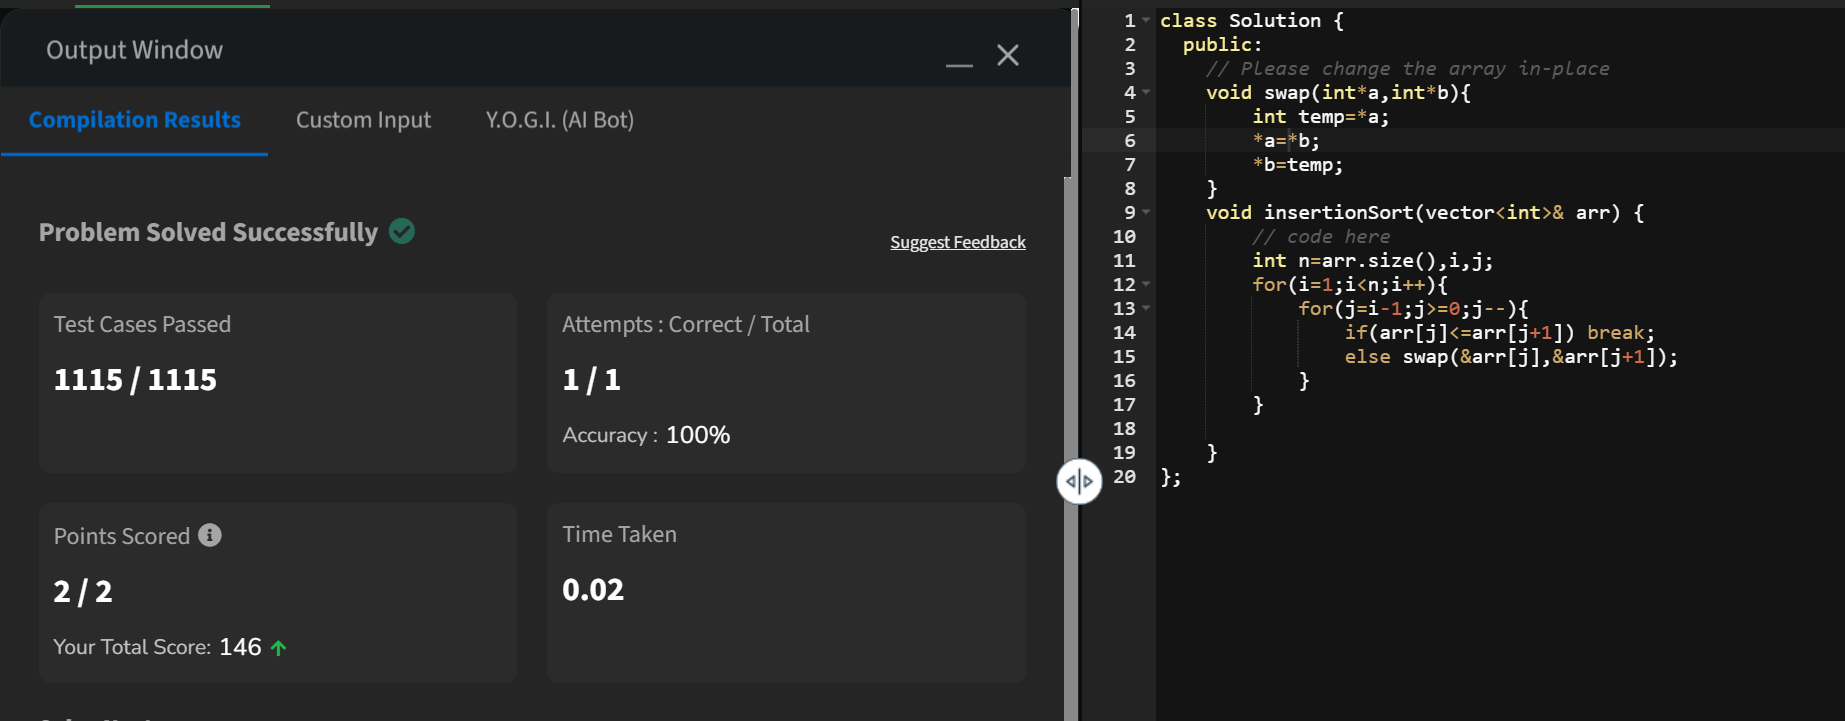 Output Window
Compilation Results Custom Input Y.O.G.I. (AI Bot)
Problem Solved Successfully
Suggest Feedback
Test Cases Passed
1115 / 1115
Attempts : Correct / Total
1 / 1
Accuracy : 100%
Points Scored
2 / 2
Your Total Score: 146
Time Taken
0.02
1 class Solution {
2   public:
3     // Please change the array in-place
4     void swap(int*a,int*b){
5         int temp=*a;
6         *a=*b;
7         *b=temp;
8     }
9     void insertionSort(vector<int>& arr) {
10         // code here
11         int n=arr.size(),i,j;
12         for(i=1;i<n;i++){
13             for(j=i-1;j>=0;j--){
14                 if(arr[j]<=arr[j+1]) break;
15                 else swap(&arr[j],&arr[j+1]);
16             }
17         }
18
19     }
20 };